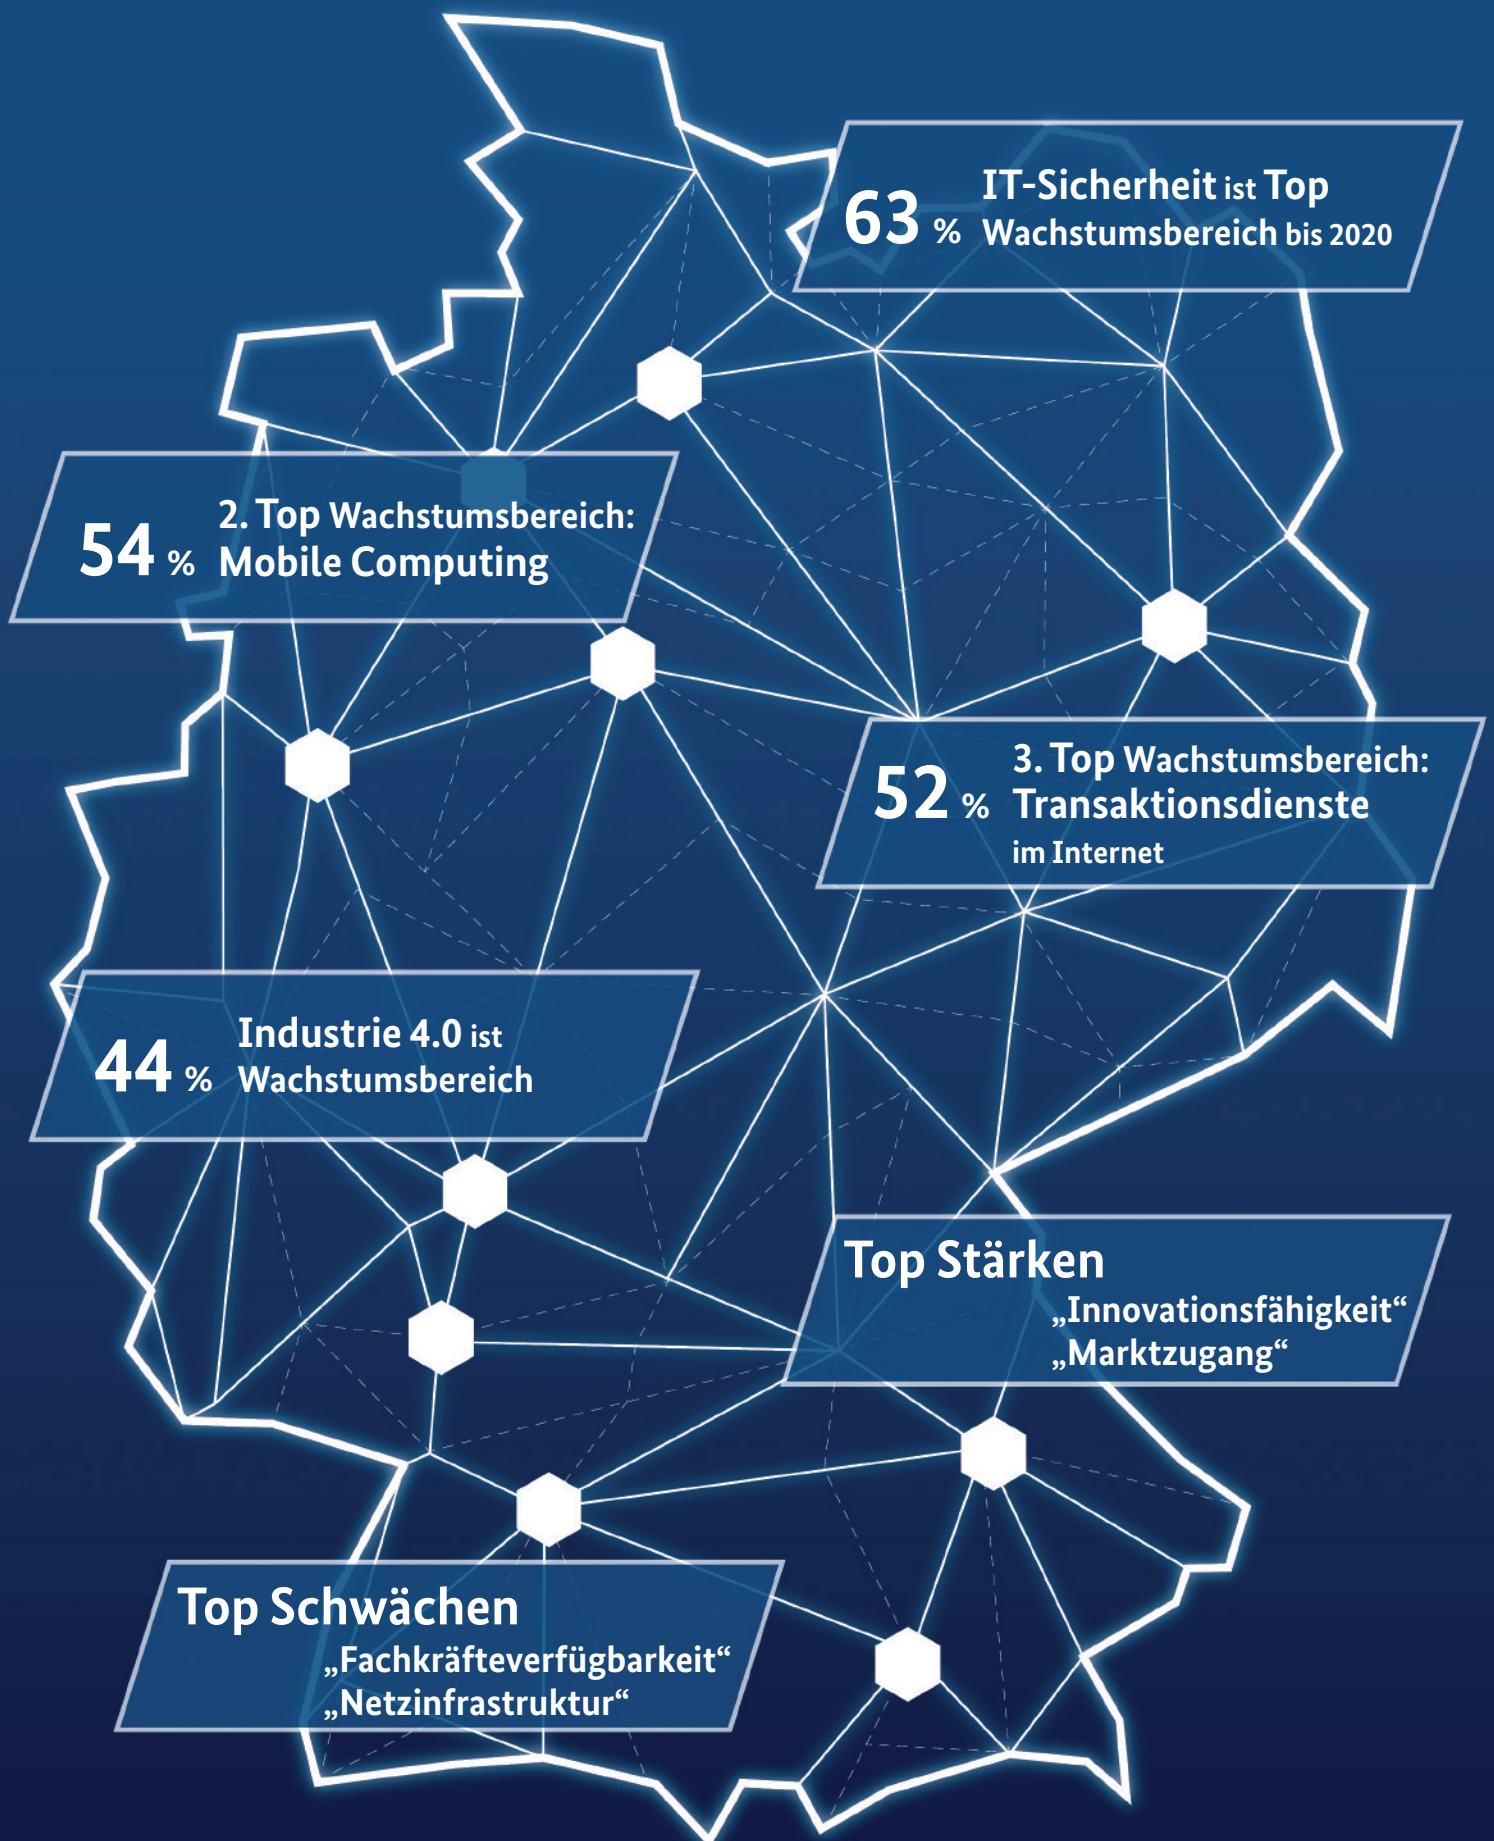 63 % IT-Sicherheit ist Top
Wachstumsbereich bis 2020
54 % 2. Top Wachstumsbereich:
Mobile Computing
52 % 3. Top Wachstumsbereich:
Transaktionsdienste
im Internet
44 % Industrie 4.0 ist
Wachstumsbereich
Top Stärken
„Innovationsfähigkeit“
„Marktzugang“
Top Schwächen
„Fachkräfteverfügbarkeit“
„Netzinfrastruktur“